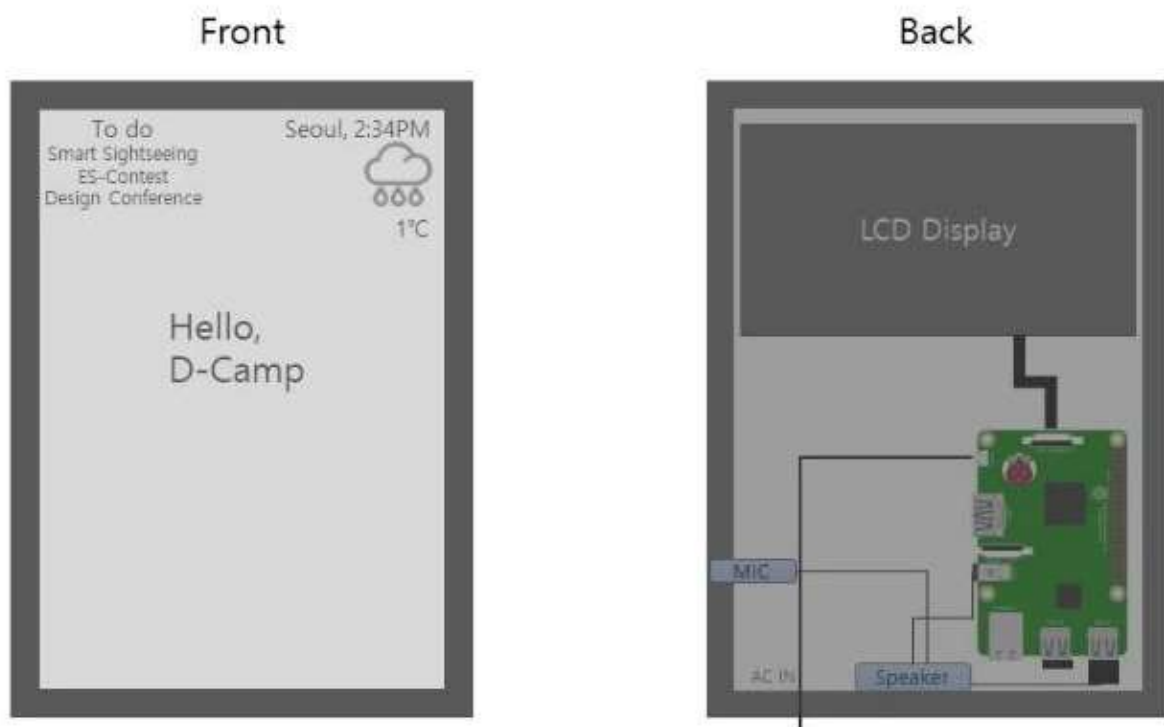 Front
To do
Smart Sightseeing
ES-Contest
Design Conference
Seoul, 2:34PM
1°C
Hello,
D-Camp
Back
LCD Display
MIC
AC IN
Speaker